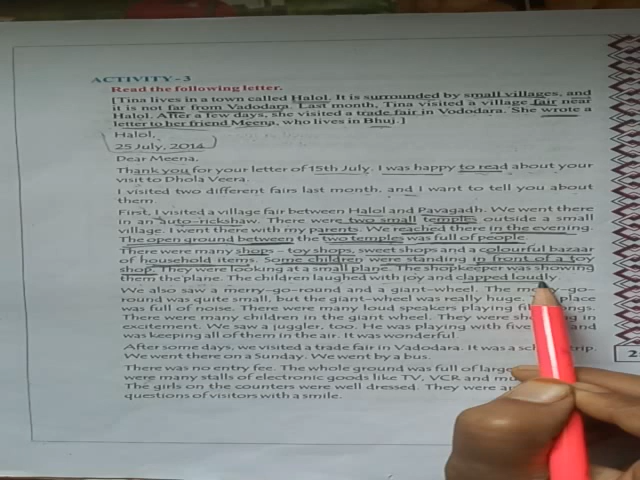 ACTIVITY - 3
Read the following letter.
[Tina lives in a town called Halol. It is surrounded by small villages, and
it is not far from Vadodara. Last month, Tina visited a village fair near
Halol. After a few days, she visited a trade fair in Vododara. She wrote a
letter to her friend Meena, who lives in Bhuj.]
Halol,
25 July, 2014
Dear Meena,
Thank you for your letter of 15th July. I was happy to read about your
visit to Dhola Veera.
I visited two different fairs last month, and I want to tell you about
them.
First, I visited a village fair between Halol and Pavagadh. We went there
in an auto-rickshaw. There were two small temples outside a small
village. I went there with my parents. We reached there in the evening.
The open ground between the two temples was full of people.
There were many shops - toy shops, sweet shops and a colourful bazaar
of household items. Some children were standing in front of a toy
shop. They were looking at a small plane. The shopkeeper was showing
them the plane. The children laughed with joy and clapped loudly.
We also saw a merry-go-round and a giant-wheel. The go-
round was quite small, but the giant-wheel was really huge. place
was full of noise. There were many loud speakers playing
There were many children in the giant wheel. They were in
excitement. We saw a juggler, too. He was playing with five and
was keeping all of them in the air. It was wonderful.
After some days, we visited a trade fair in Vadodara. It was a trip.
We went there on a Sunday. We went by a bus.
There was no entry fee. The whole ground was full of
were many stalls of electronic goods like TV, VCR and
The girls on the counters were well dressed. They were
questions of visitors with a smile.
2